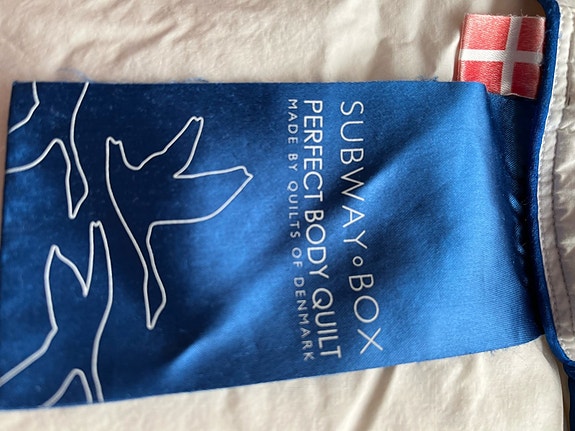 SUBWAY°BOX
PERFECT BODY QUILT
MADE BY QUILTS OF DENMARK